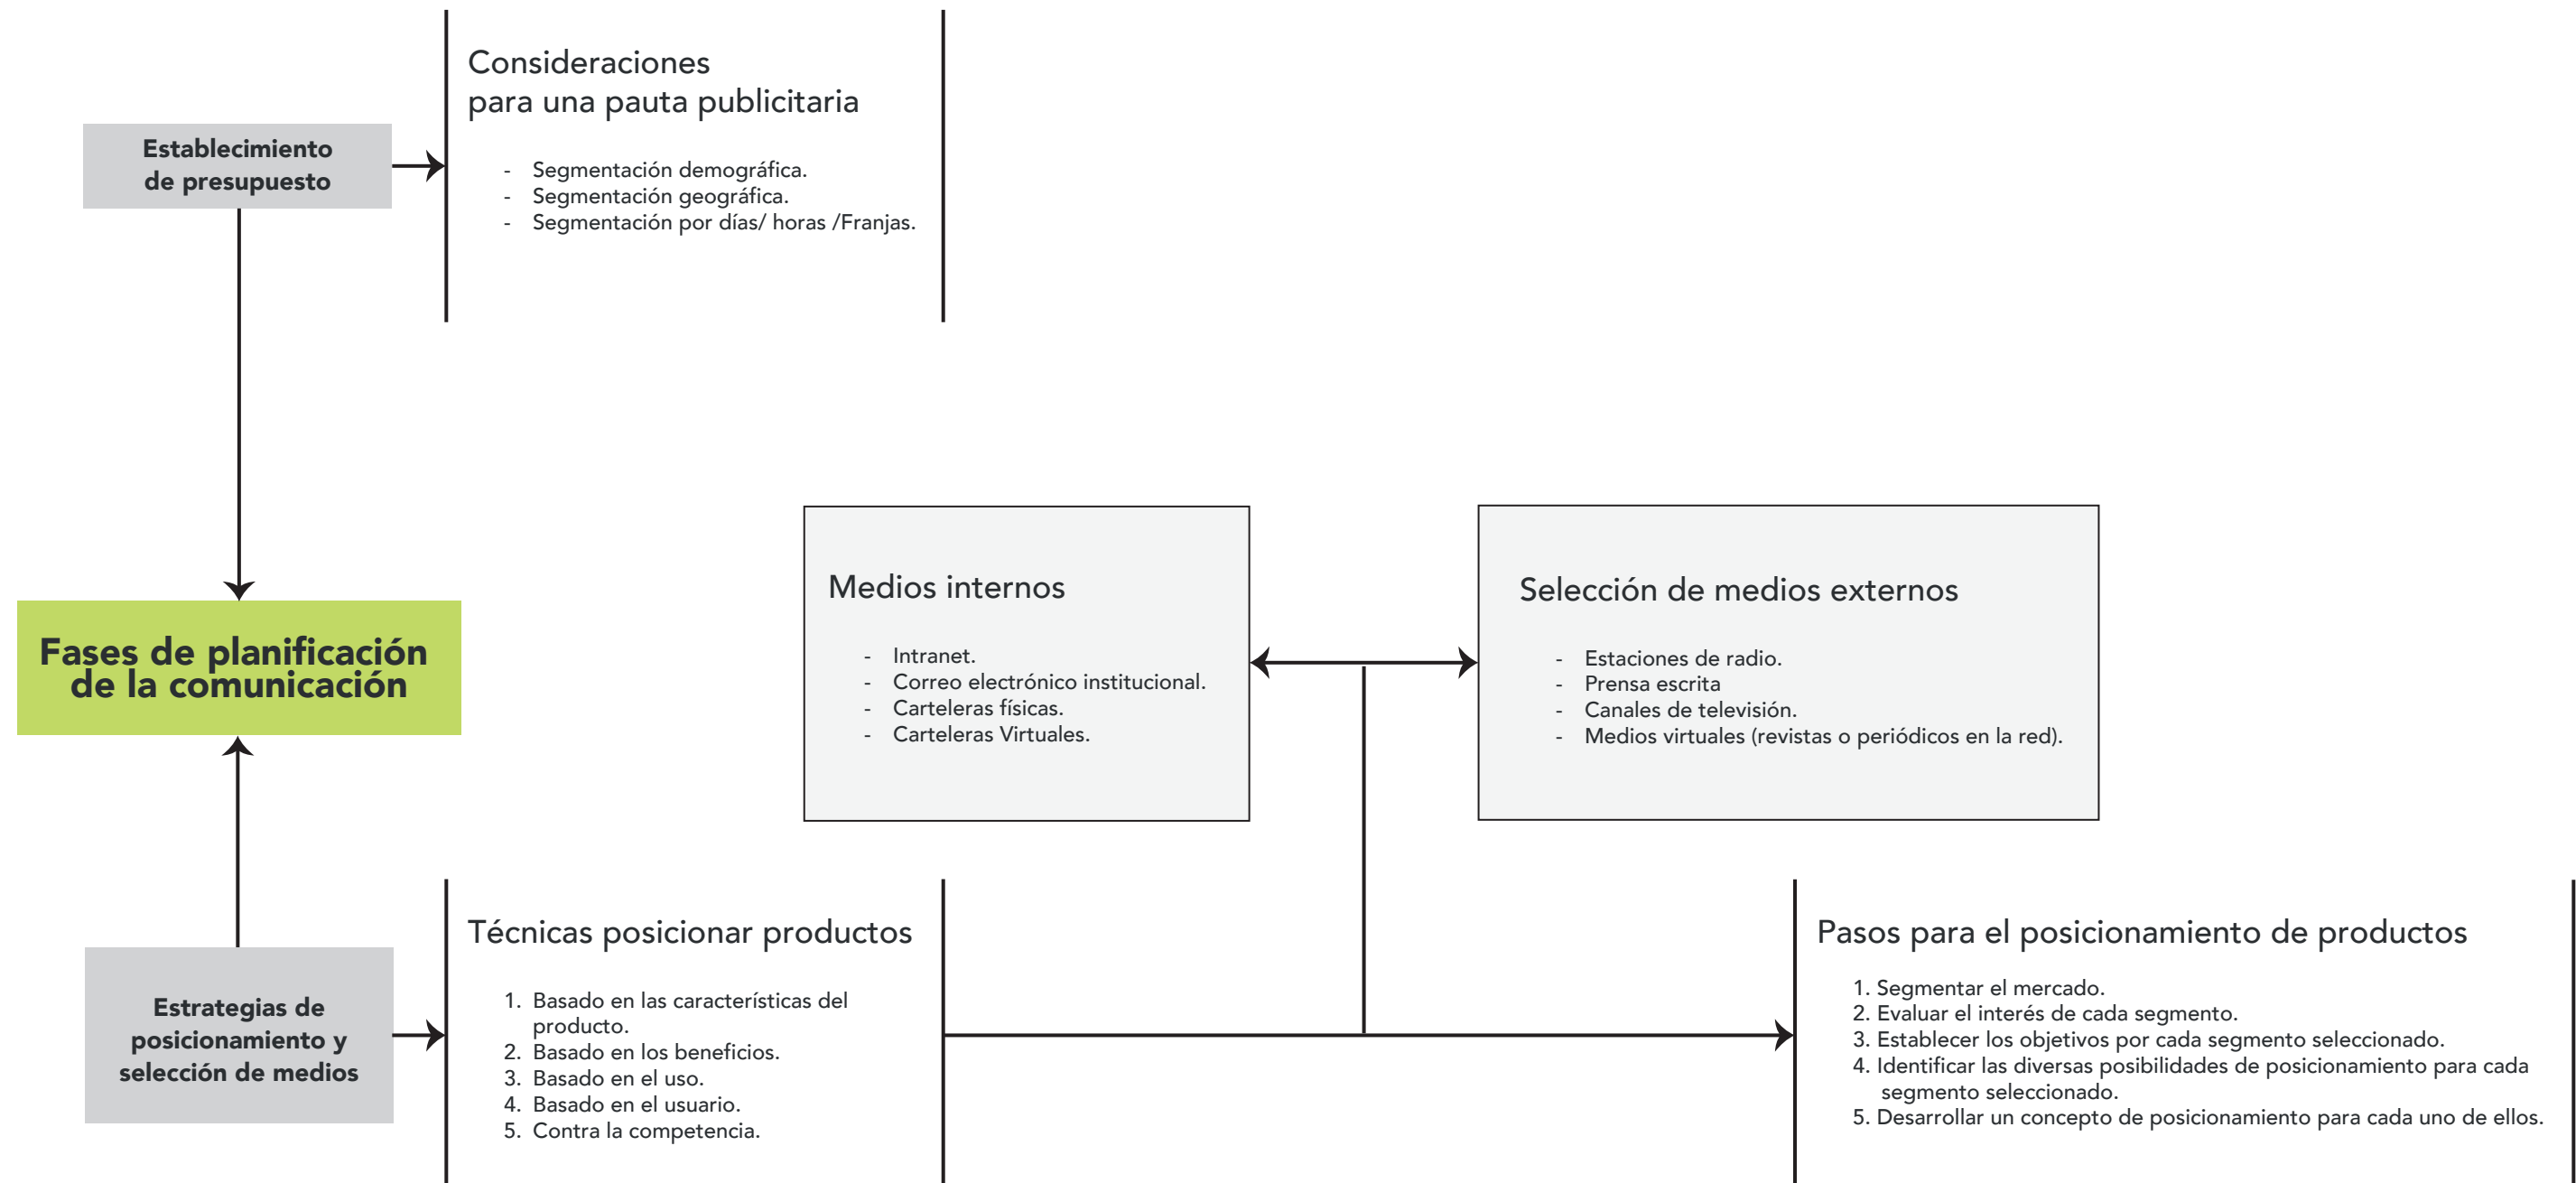 Consideraciones
para una pauta publicitaria
- Segmentación demográfica.
- Segmentación geográfica.
- Segmentación por días/ horas /Franjas.
Establecimiento
de presupuesto
Fases de planificación
de la comunicación
Medios internos
- Intranet.
- Correo electrónico institucional.
- Carteleras físicas.
- Carteleras Virtuales.
Selección de medios externos
- Estaciones de radio.
- Prensa escrita
- Canales de televisión.
- Medios virtuales (revistas o periódicos en la red).
Estrategias de
posicionamiento y
selección de medios
Técnicas posicionar productos
1. Basado en las características del
producto.
2. Basado en los beneficios.
3. Basado en el uso.
4. Basado en el usuario.
5. Contra la competencia.
Pasos para el posicionamiento de productos
1. Segmentar el mercado.
2. Evaluar el interés de cada segmento.
3. Establecer los objetivos por cada segmento seleccionado.
4. Identificar las diversas posibilidades de posicionamiento para cada
segmento seleccionado.
5. Desarrollar un concepto de posicionamiento para cada uno de ellos.